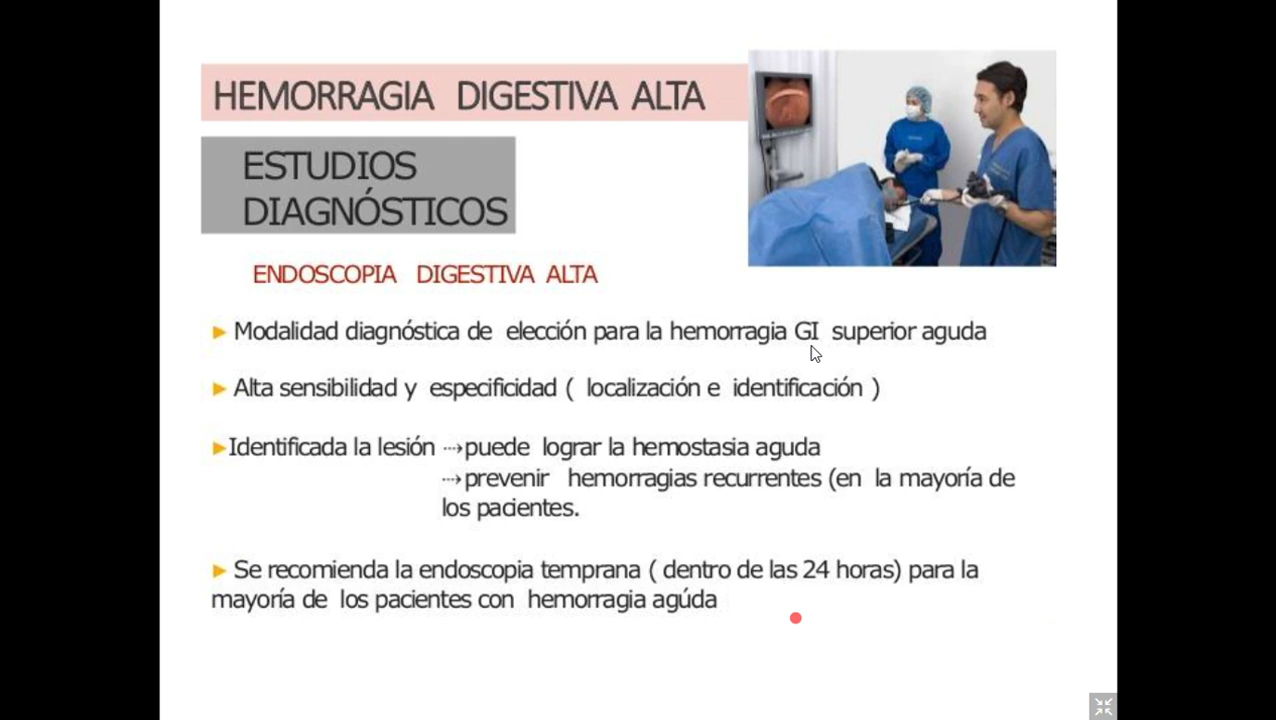 HEMORRAGIA DIGESTIVA ALTA
ESTUDIOS
DIAGNÓSTICOS
ENDOSCOPIA DIGESTIVA ALTA
► Modalidad diagnóstica de elección para la hemorragia GI superior aguda
► Alta sensibilidad y especificidad ( localización e identificación )
►Identificada la lesión ⇢puede lograr la hemostasia aguda
⇢prevenir hemorragias recurrentes (en la mayoría de
los pacientes.
► Se recomienda la endoscopia temprana ( dentro de las 24 horas) para la
mayoría de los pacientes con hemorragia agúda